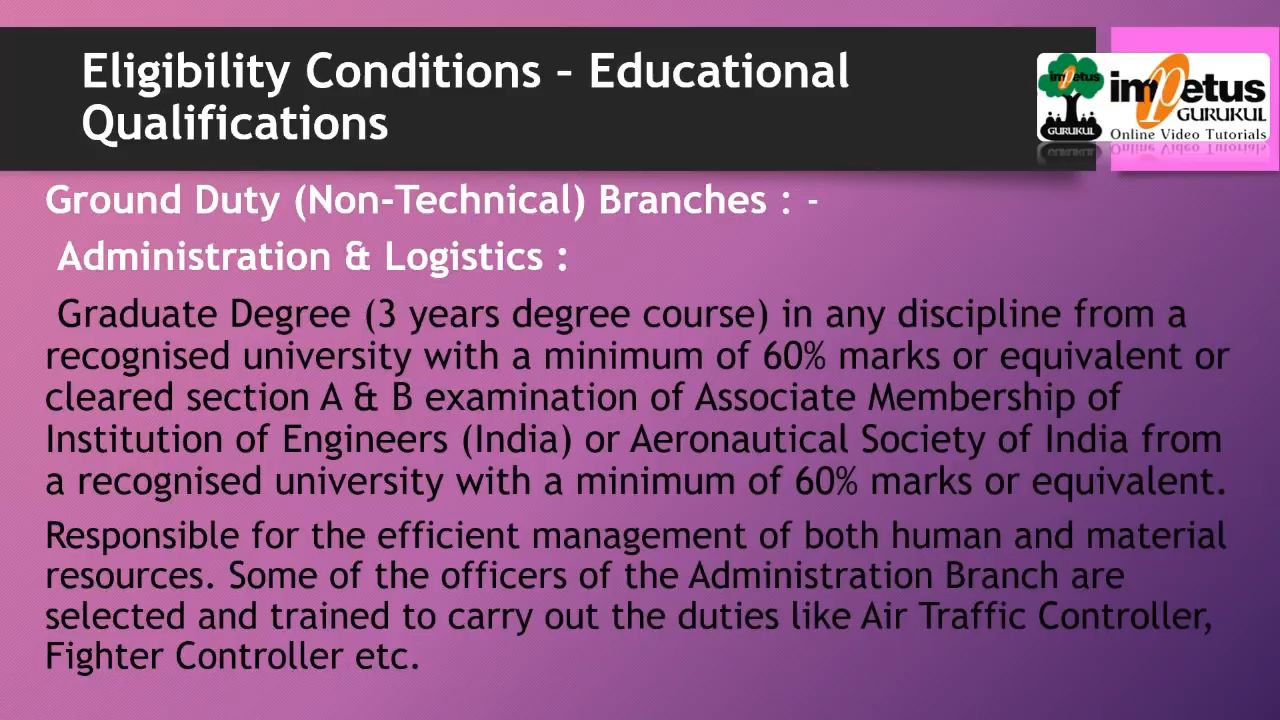 Eligibility Conditions – Educational
Qualifications
impetus
GURUKUL
impetus
GURUKUL
Online Video Tutorials
Ground Duty (Non-Technical) Branches : -
Administration & Logistics :
Graduate Degree (3 years degree course) in any discipline from a
recognised university with a minimum of 60% marks or equivalent or
cleared section A & B examination of Associate Membership of
Institution of Engineers (India) or Aeronautical Society of India from
a recognised university with a minimum of 60% marks or equivalent.
Responsible for the efficient management of both human and material
resources. Some of the officers of the Administration Branch are
selected and trained to carry out the duties like Air Traffic Controller,
Fighter Controller etc.